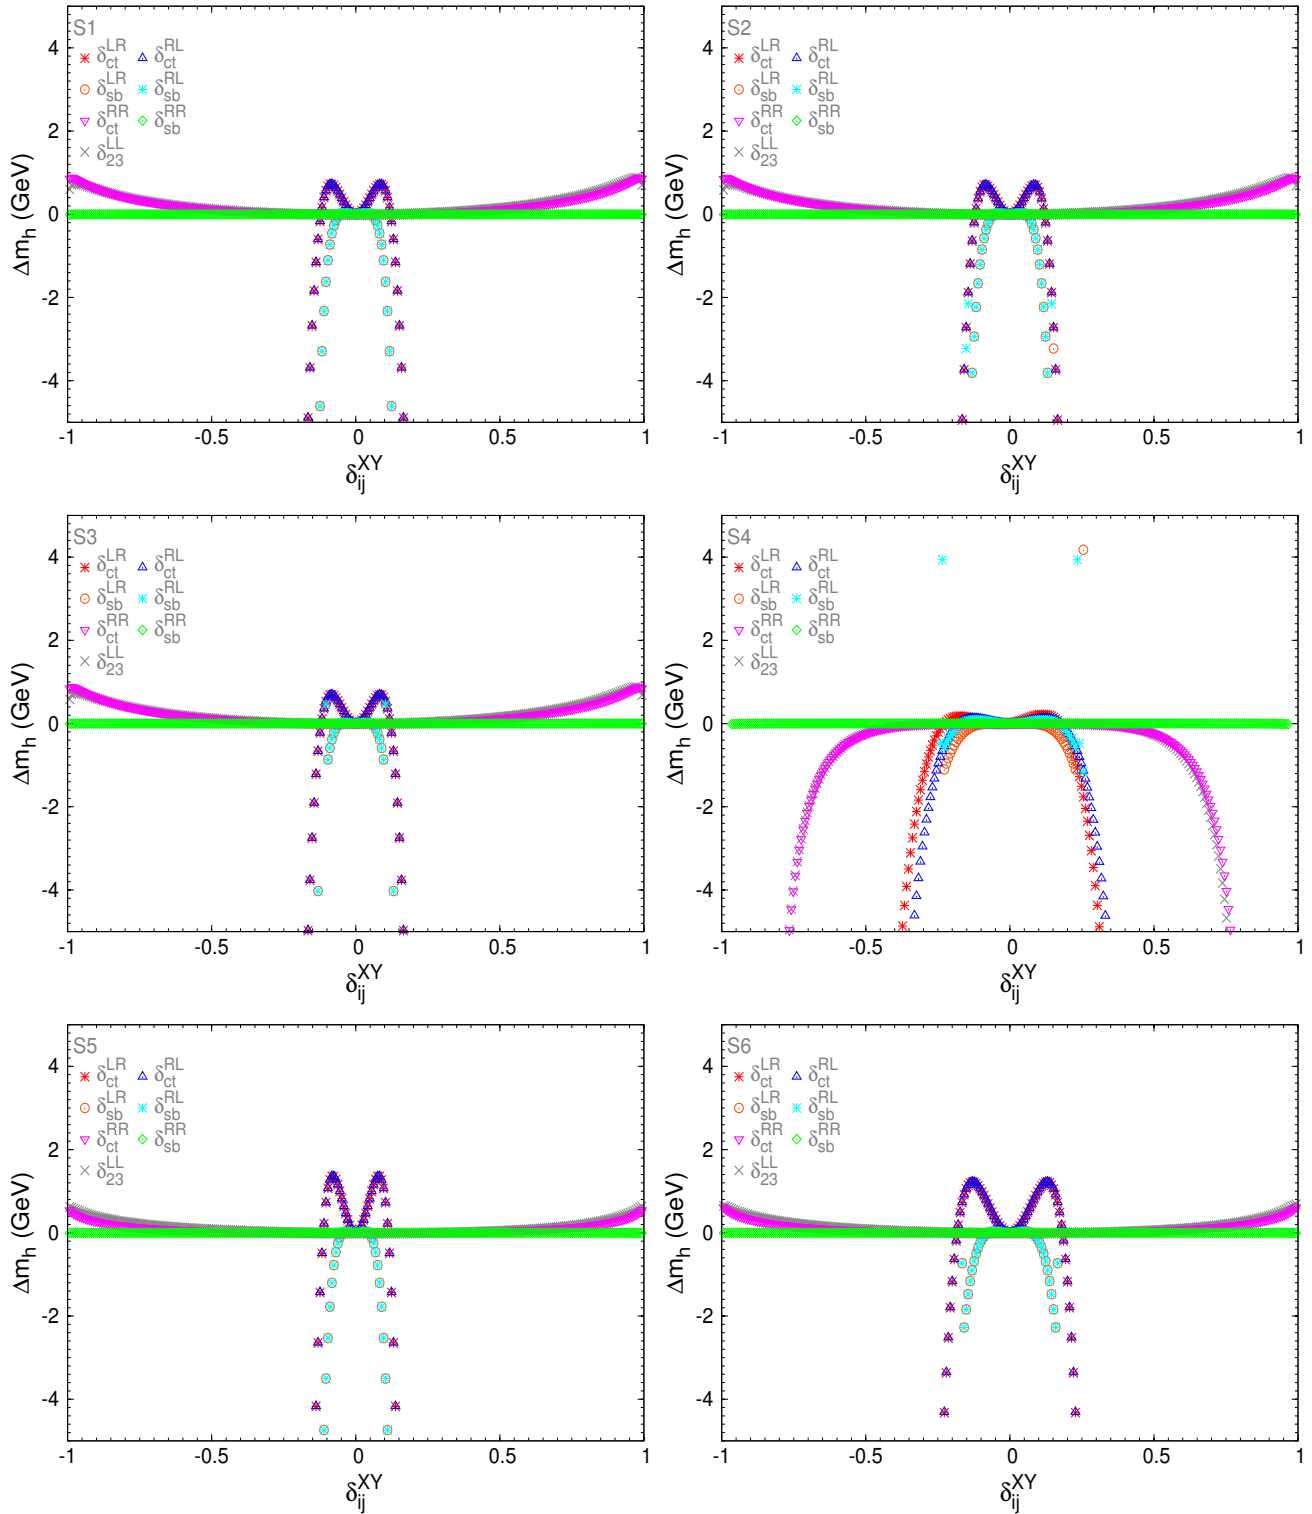 S1
δ_ct^LR δ_ct^RL
δ_sb^LR δ_sb^RL
δ_ct^RR δ_sb^RR
δ_23^LL
Δm_h (GeV)
4
2
0
-2
-4
-1 -0.5 0 0.5 1
δ_ij^XY
S2
δ_ct^LR δ_ct^RL
δ_sb^LR δ_sb^RL
δ_ct^RR δ_sb^RR
δ_23^LL
Δm_h (GeV)
4
2
0
-2
-4
-1 -0.5 0 0.5 1
δ_ij^XY
S3
δ_ct^LR δ_ct^RL
δ_sb^LR δ_sb^RL
δ_ct^RR δ_sb^RR
δ_23^LL
Δm_h (GeV)
4
2
0
-2
-4
-1 -0.5 0 0.5 1
δ_ij^XY
S4
δ_ct^LR δ_ct^RL
δ_sb^LR δ_sb^RL
δ_ct^RR δ_sb^RR
δ_23^LL
Δm_h (GeV)
4
2
0
-2
-4
-1 -0.5 0 0.5 1
δ_ij^XY
S5
δ_ct^LR δ_ct^RL
δ_sb^LR δ_sb^RL
δ_ct^RR δ_sb^RR
δ_23^LL
Δm_h (GeV)
4
2
0
-2
-4
-1 -0.5 0 0.5 1
δ_ij^XY
S6
δ_ct^LR δ_ct^RL
δ_sb^LR δ_sb^RL
δ_ct^RR δ_sb^RR
δ_23^LL
Δm_h (GeV)
4
2
0
-2
-4
-1 -0.5 0 0.5 1
δ_ij^XY